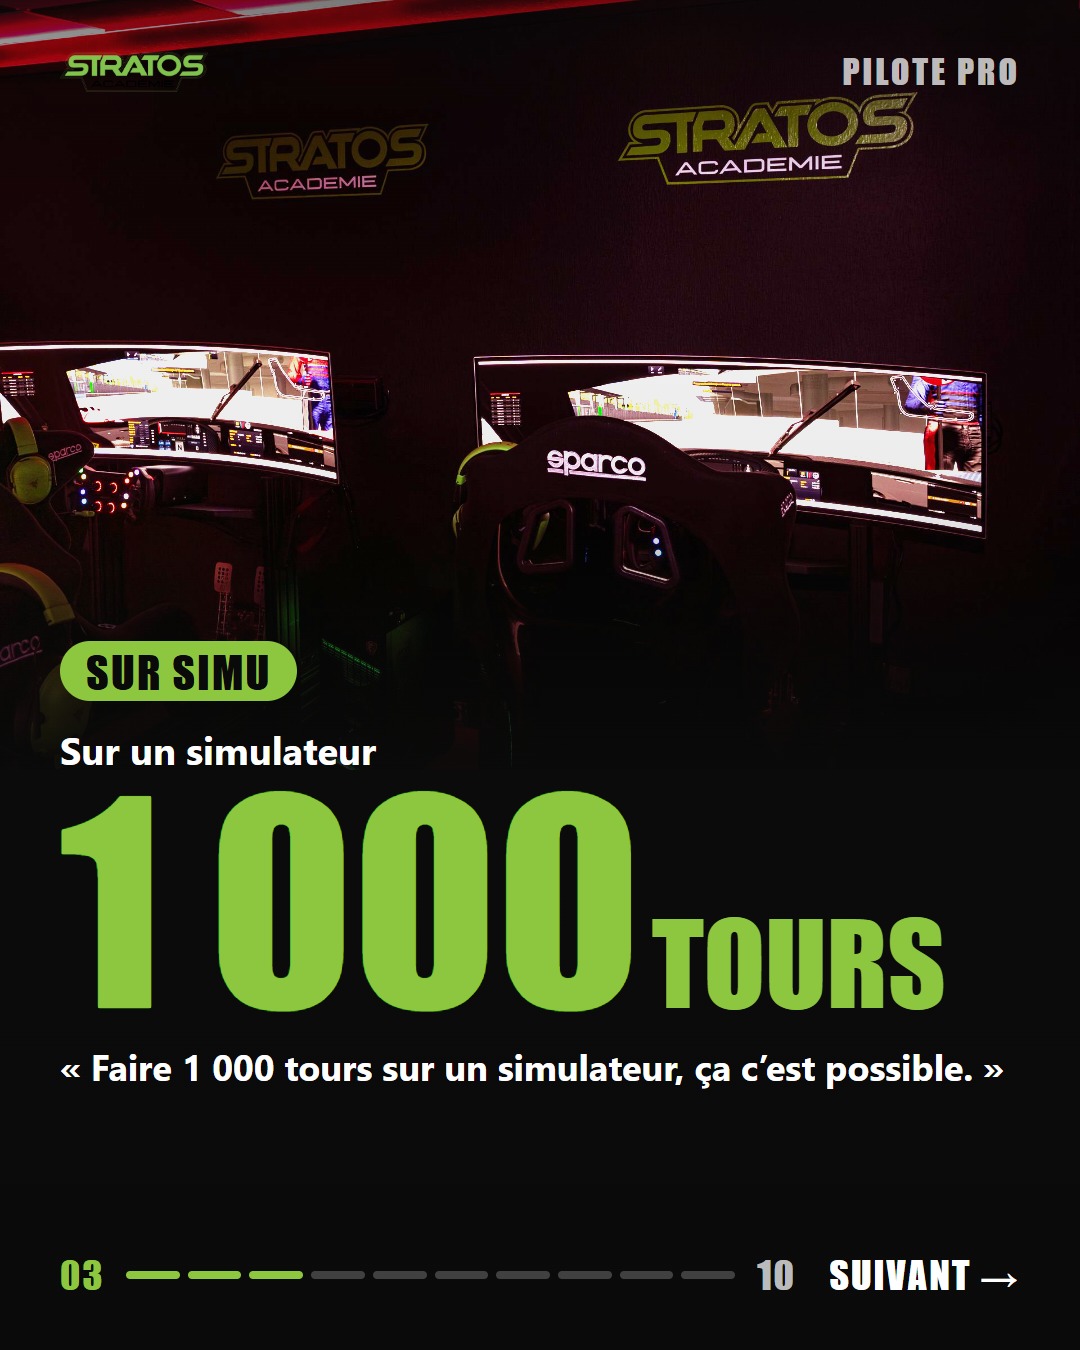 STRATOS
PILOTE PRO
STRATOS
ACADEMIE
STRATOS
ACADEMIE
sparco
sparco
SUR SIMU
Sur un simulateur
1 000 TOURS
« Faire 1 000 tours sur un simulateur, ça c’est possible. »
03
10
SUIVANT →